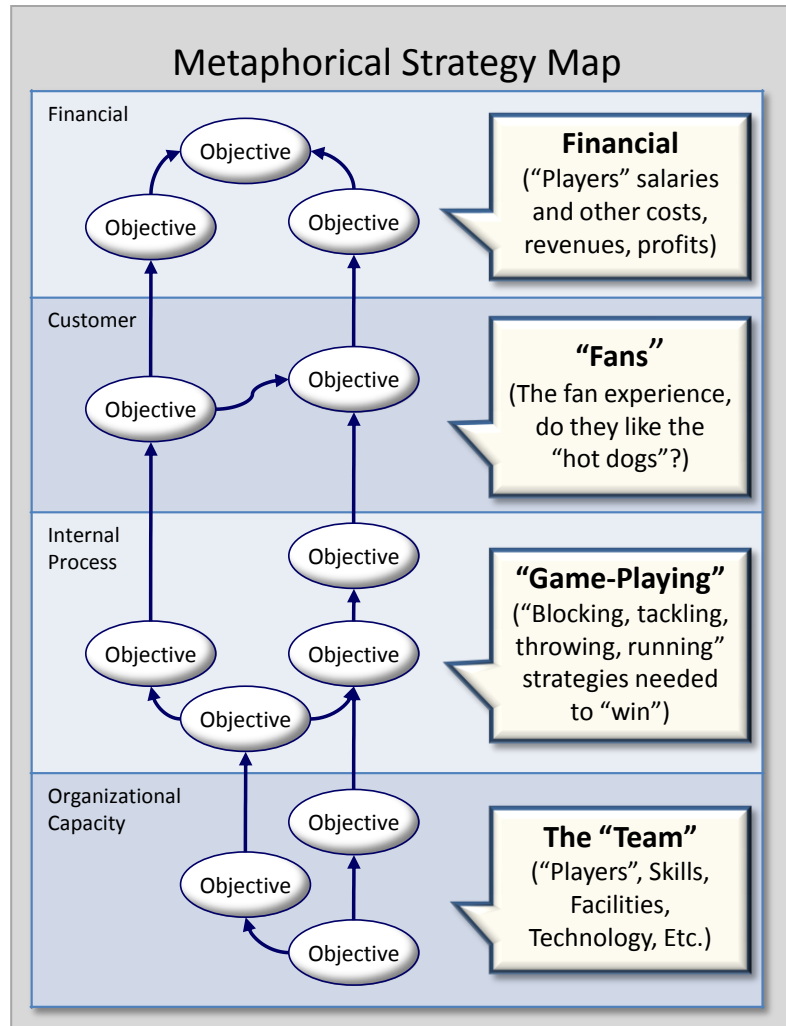 Metaphorical Strategy Map
Financial
Objective
Objective
Objective
Financial
(“Players” salaries
and other costs,
revenues, profits)
Customer
Objective
Objective
“Fans”
(The fan experience,
do they like the
“hot dogs”?)
Internal
Process
Objective
Objective
Objective
Objective
“Game-Playing”
(“Blocking, tackling,
throwing, running”
strategies needed
to “win”)
Organizational
Capacity
Objective
Objective
Objective
The “Team”
(“Players”, Skills,
Facilities,
Technology, Etc.)